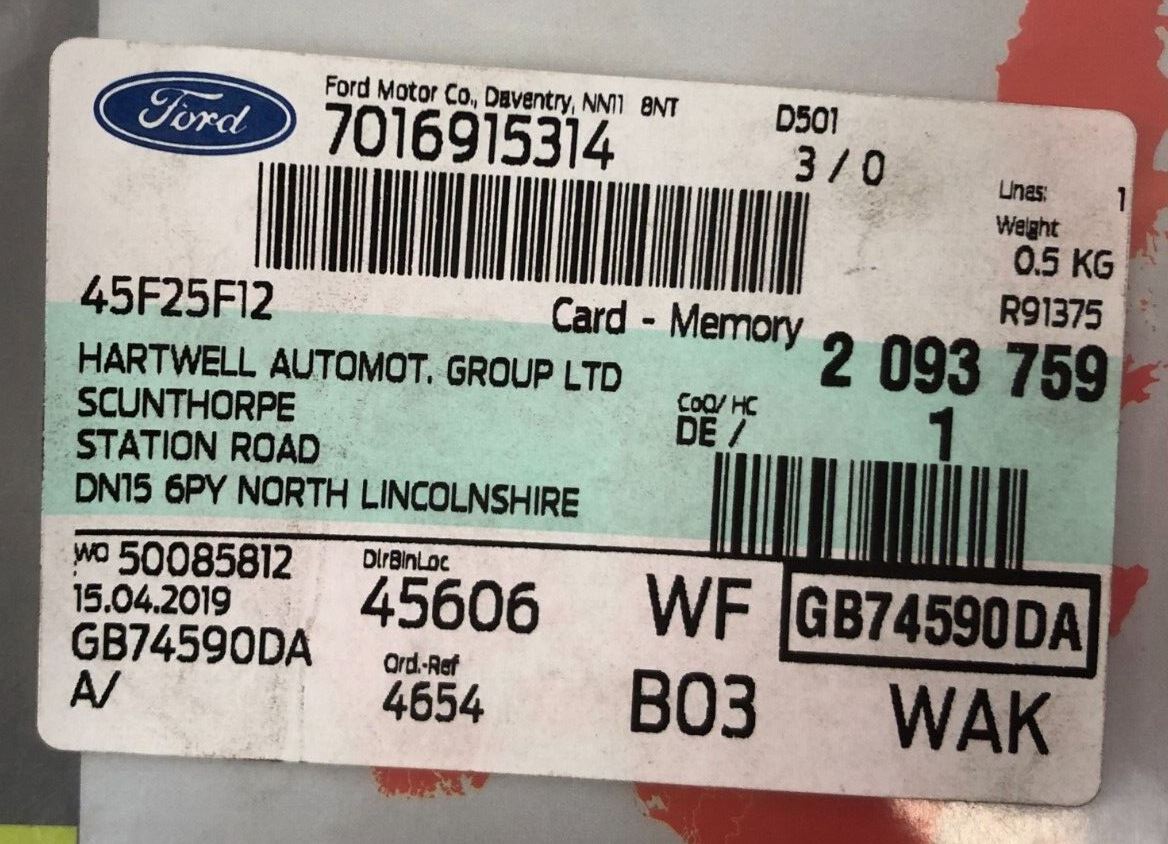 Ford
Ford Motor Co., Daventry, NN11 8NT
7016915314
D501
3 / 0
Lines: 1
Weight
0.5 KG
R91375
45F25F12
Card - Memory
2 093 759
1
HARTWELL AUTOMOT. GROUP LTD
SCUNTHORPE
STATION ROAD
DN15 6PY NORTH LINCOLNSHIRE
CoO/ HC
DE /
WO 50085812
15.04.2019
GB74590DA
A/
DlrBinLoc
45606
Ord.-Ref
4654
WF
GB74590DA
B03
WAK